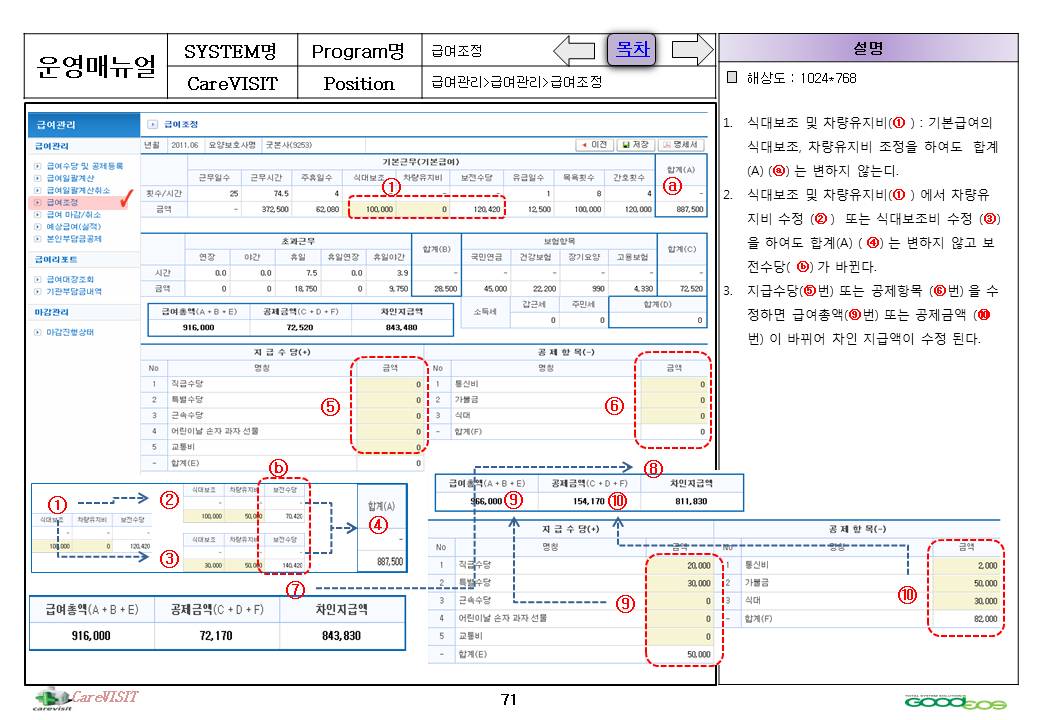 운영매뉴얼
SYSTEM명 Program명 급여조정 목차
CareVISIT Position 급여관리>급여관리>급여조정
설명
해상도 : 1024*768
1. 식대보조 및 차량유지비(① ) : 기본급여의
식대보조, 차량유지비 조정을 하여도 합계
(A) (ⓐ) 는 변하지 않는디.
2. 식대보조 및 차량유지비(① ) 에서 차량유
지비 수정 (② ) 또는 식대보조비 수정 (③)
을 하여도 합계(A) ( ④) 는 변하지 않고 보
전수당( ⓑ) 가 바뀐다.
3. 지급수당(⑤번) 또는 공제항목 (⑥번) 을 수
정하면 급여총액(⑨번) 또는 공제금액 (⑩
번) 이 바뀌어 차인 지급액이 수정 된다.
급여관리
급여관리
급여수당 및 공제등록
급여일괄계산
급여일괄계산취소
급여조정
급여 마감/취소
예상급여(실적)
본인부담금공제
급여리포트
급여대장조회
기관부담금내역
마감관리
마감진행상태
급여조정
년월 2011.06 요양보호사명 굿본사(9253) 이전 저장 명세서
기본근무(기본급여) 합계(A)
근무일수 근무시간 주휴일수 식대보조 차량유지비 보전수당 유급일수 목욕횟수 간호횟수
① ⓐ
횟수/시간 25 74.5 4 - - - 1 8 4 -
금액 - 372,500 62,080 100,000 0 120,420 12,500 100,000 120,000 887,500
초과근무 합계(B) 보험항목 합계(C)
연장 야간 휴일 휴일연장 휴일야간 국민연금 건강보험 장기요양 고용보험
시간 0.0 0.0 7.5 0.0 3.9 - - - - - -
금액 0 0 18,750 0 9,750 28,500 45,000 22,200 990 4,330 72,520
급여총액(A + B + E) 공제금액(C + D + F) 차인지급액
916,000 72,520 843,480
소득세 갑근세 주민세 합계(D)
0 0 0
지 급 수 당(+) 공 제 항 목(-)
No 명칭 금액 No 명칭 금액
1 직급수당 0 1 통신비 0
2 특별수당 0 2 가불금 0
3 근속수당 0 3 식대 0
4 어린이날 손자 과자 선물 0 - 합계(F) 0
5 교통비 0
- 합계(E) 0
⑤ ⑥
ⓑ ⑧
① ② ③ ④ ⑦
식대보조 차량유지비 보전수당
- - -
100,000 0 120,420
식대보조 차량유지비 보전수당
- - -
100,000 50,000 70,420
식대보조 차량유지비 보전수당
- - -
30,000 50,000 140,420
합계(A)
-
887,500
급여총액(A + B + E) 공제금액(C + D + F) 차인지급액
916,000 72,170 843,830
급여총액(A + B + E) 공제금액(C + D + F) 차인지급액
966,000 ⑨ 154,170 ⑩ 811,830
지 급 수 당(+) 공 제 항 목(-)
No 명칭 금액 No 명칭 금액
1 직급수당 20,000 1 통신비 2,000
2 특별수당 30,000 2 가불금 50,000
3 근속수당 0 3 식대 30,000
4 어린이날 손자 과자 선물 0 - 합계(F) 82,000
5 교통비 0
- 합계(E) 50,000
⑨ ⑩
CareVISIT
carevisit
71
TOTAL SYSTEM SOLUTION
GOODEOS